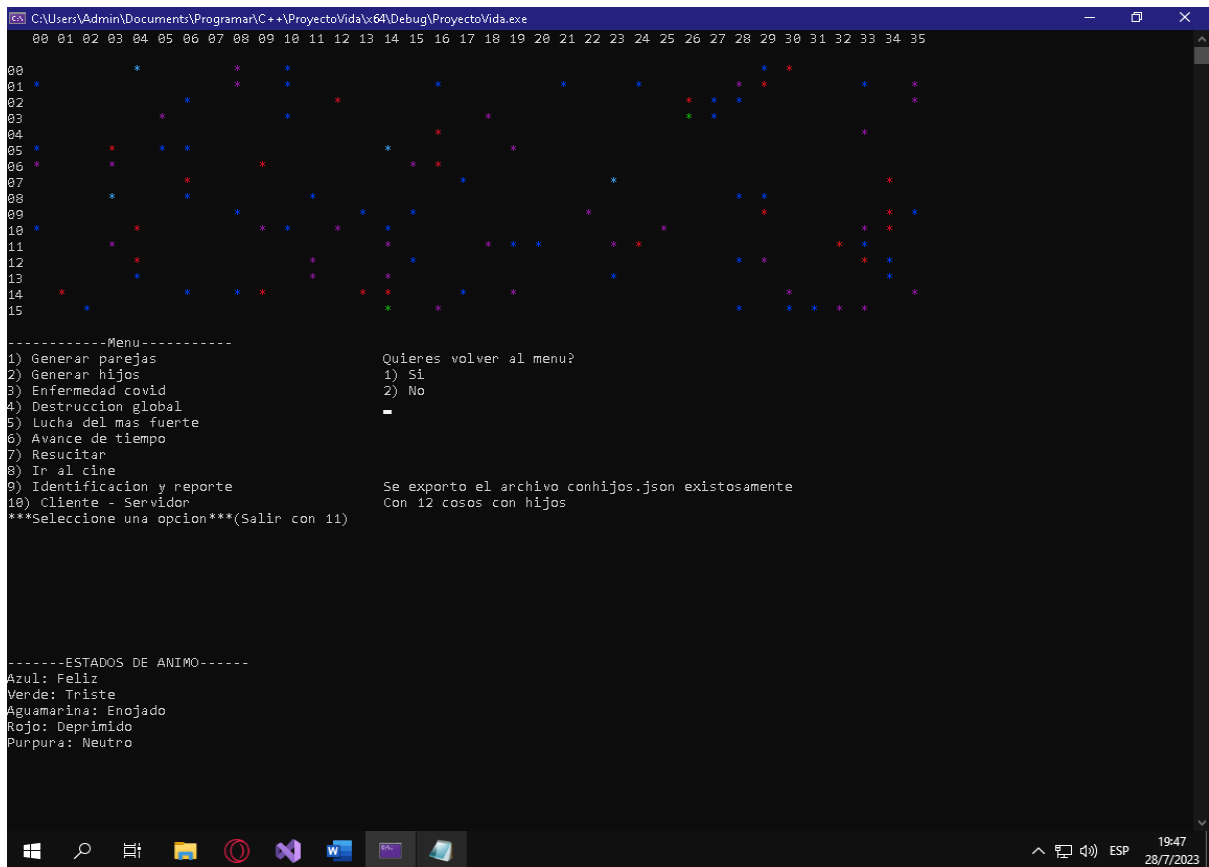 C:\Users\Admin\Documents\Programar\C++\ProyectoVida\x64\Debug\ProyectoVida.exe
00 01 02 03 04 05 06 07 08 09 10 11 12 13 14 15 16 17 18 19 20 21 22 23 24 25 26 27 28 29 30 31 32 33 34 35
00 * * * * *
01 * * * * * * * * * *
02 * * * * * *
03 * * * * *
04 * *
05 * * * * * *
06 * * * * *
07 * * * *
08 * * * * *
09 * * * * * * *
10 * * * * * * * * *
11 * * * * * * * * *
12 * * * * * * *
13 * * * * *
14 * * * * * * * * * *
15 * * * * * * * *
------------Menu-----------
1) Generar parejas Quieres volver al menu?
2) Generar hijos 1) Si
3) Enfermedad covid 2) No
4) Destruccion global
5) Lucha del mas fuerte
6) Avance de tiempo
7) Resucitar
8) Ir al cine
9) Identificacion y reporte Se exporto el archivo conhijos.json existosamente
10) Cliente - Servidor Con 12 cosos con hijos
***Seleccione una opcion***(Salir con 11)
-------ESTADOS DE ANIMO------
Azul: Feliz
Verde: Triste
Aguamarina: Enojado
Rojo: Deprimido
Purpura: Neutro
ESP 19:47
28/7/2023